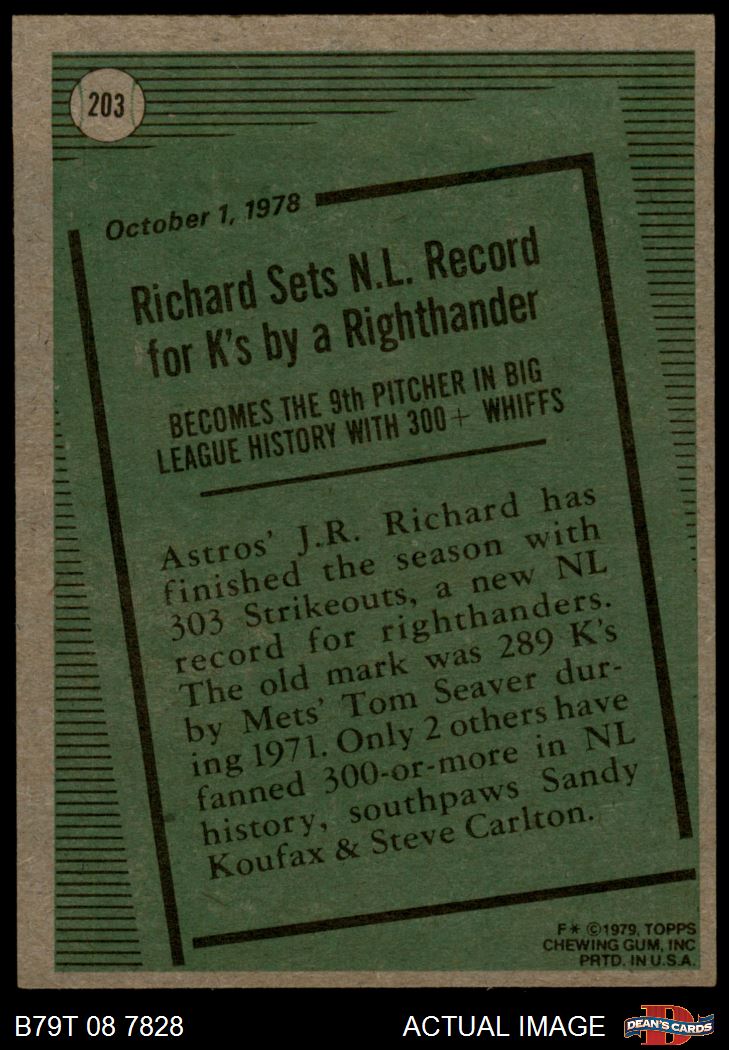 203
October 1, 1978
Richard Sets N.L. Record
for K's by a Righthander
BECOMES THE 9th PITCHER IN BIG
LEAGUE HISTORY WITH 300+ WHIFFS
Astros' J.R. Richard has
finished the season with
303 Strikeouts, a new NL
record for righthanders.
The old mark was 289 K's
by Mets' Tom Seaver dur-
ing 1971. Only 2 others have
fanned 300-or-more in NL
history, southpaws Sandy
Koufax & Steve Carlton.
F* ©1979, TOPPS
CHEWING GUM, INC
PRTD. IN U.S.A.
B79T 08 7828
ACTUAL IMAGE
D
DEAN'S CARDS